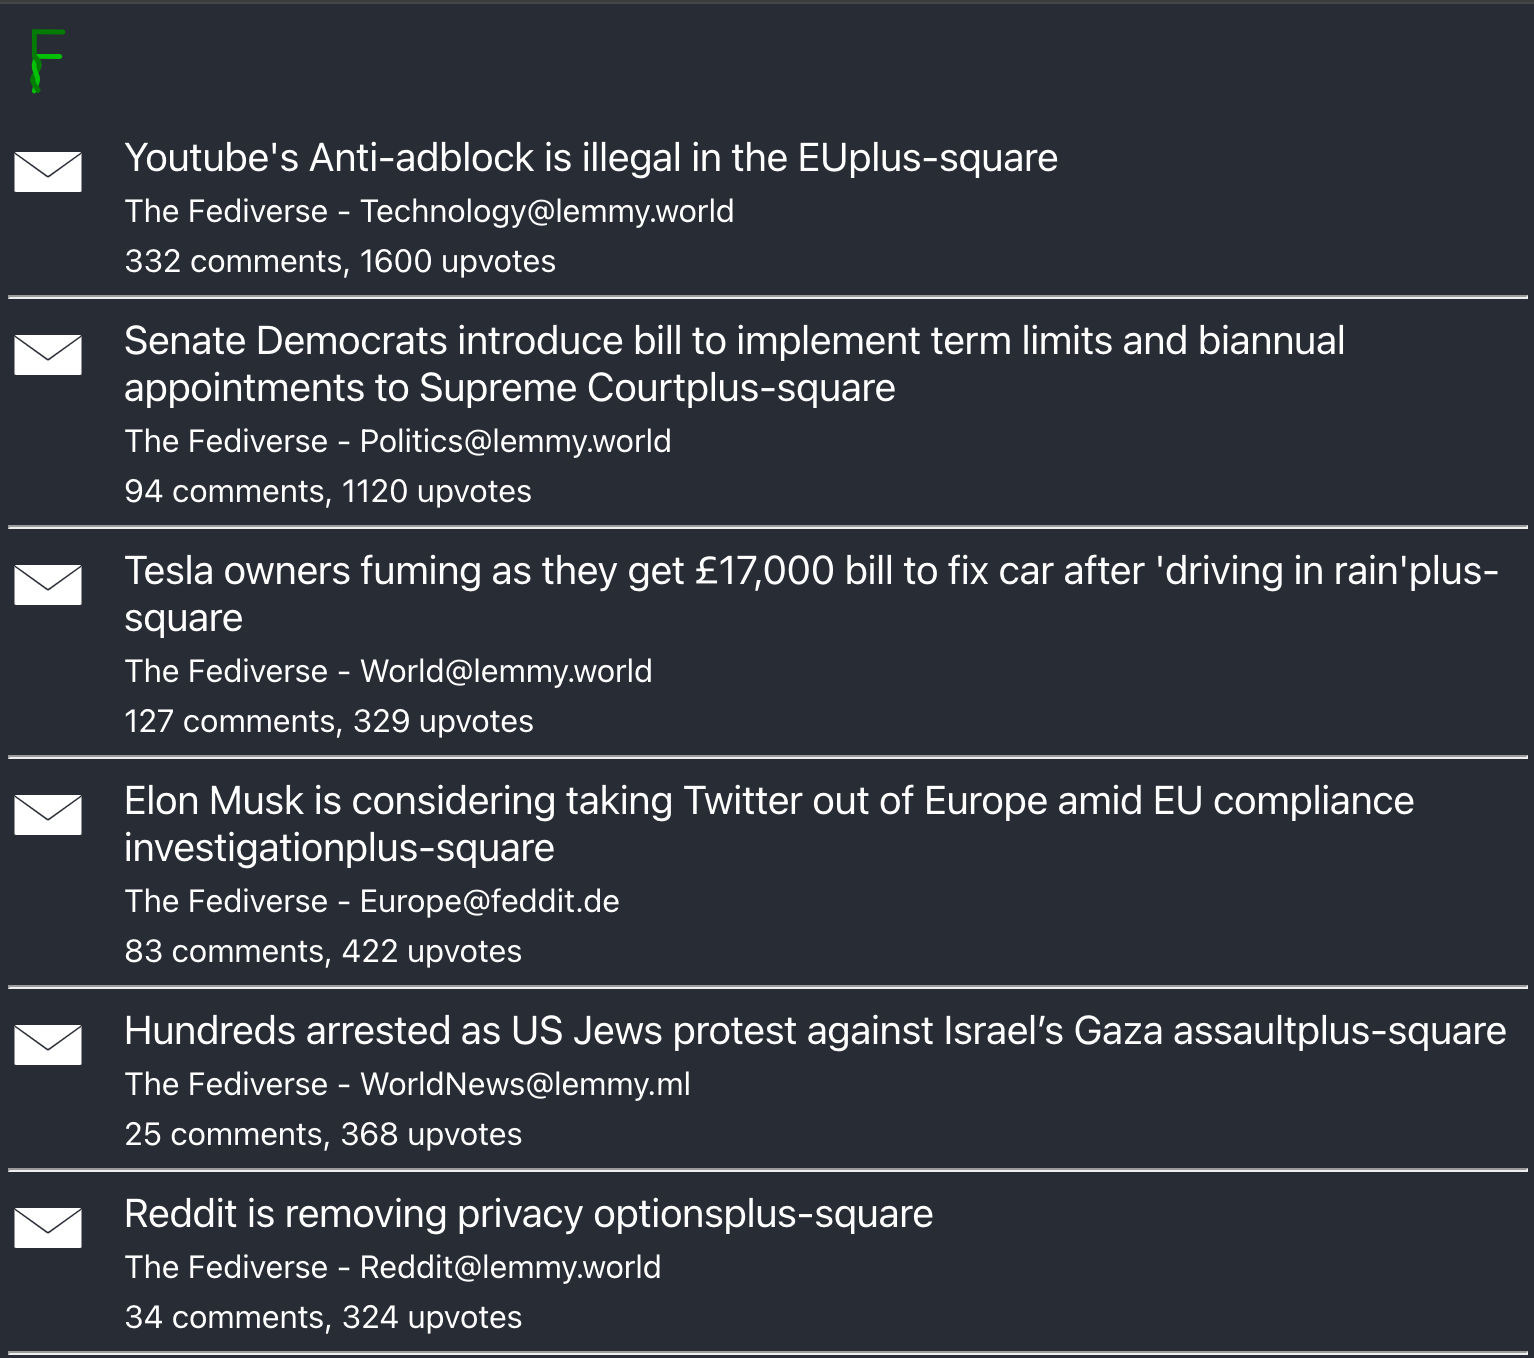 F
Youtube's Anti-adblock is illegal in the EUplus-square
The Fediverse - Technology@lemmy.world
332 comments, 1600 upvotes
Senate Democrats introduce bill to implement term limits and biannual
appointments to Supreme Courtplus-square
The Fediverse - Politics@lemmy.world
94 comments, 1120 upvotes
Tesla owners fuming as they get £17,000 bill to fix car after 'driving in rain'plus-
square
The Fediverse - World@lemmy.world
127 comments, 329 upvotes
Elon Musk is considering taking Twitter out of Europe amid EU compliance
investigationplus-square
The Fediverse - Europe@feddit.de
83 comments, 422 upvotes
Hundreds arrested as US Jews protest against Israel’s Gaza assaultplus-square
The Fediverse - WorldNews@lemmy.ml
25 comments, 368 upvotes
Reddit is removing privacy optionsplus-square
The Fediverse - Reddit@lemmy.world
34 comments, 324 upvotes